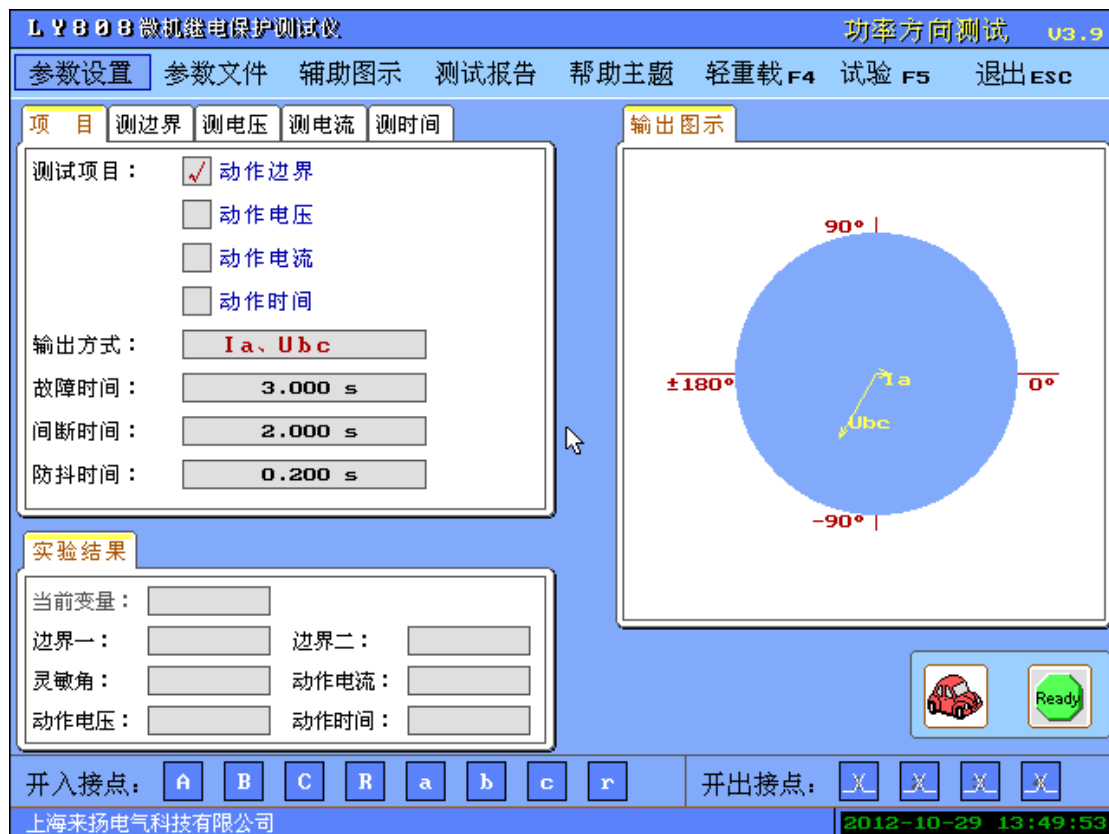 LY808微机继电保护测试仪 功率方向测试 V3.9
参数设置 参数文件 辅助图示 测试报告 帮助主题 轻重载F4 试验 F5 退出ESC
项 目 测边界 测电压 测电流 测时间
测试项目： √ 动作边界
动作电压
动作电流
动作时间
输出方式： Ia、Ubc
故障时间： 3.000 s
间断时间： 2.000 s
防抖时间： 0.200 s
输出图示
90°
±180° Ia 0°
Ubc
-90°
实验结果
当前变量：
边界一： 边界二：
灵敏角： 动作电流：
动作电压： 动作时间：
Ready
开入接点： A B C R a b c r 开出接点： X X X X
上海来扬电气科技有限公司 2012-10-29 13:49:53